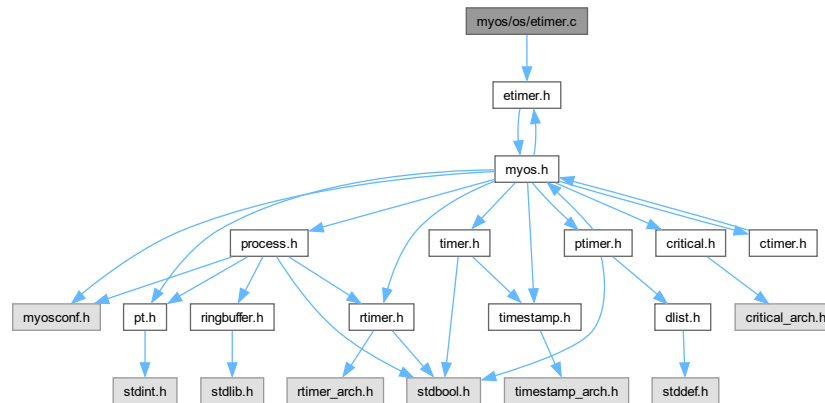 myos/os/etimer.c
etimer.h
myos.h
process.h
timer.h
ptimer.h
critical.h
ctimer.h
myosconf.h
pt.h
ringbuffer.h
rtimer.h
timestamp.h
dlist.h
critical_arch.h
stdint.h
stdlib.h
rtimer_arch.h
stdbool.h
timestamp_arch.h
stddef.h